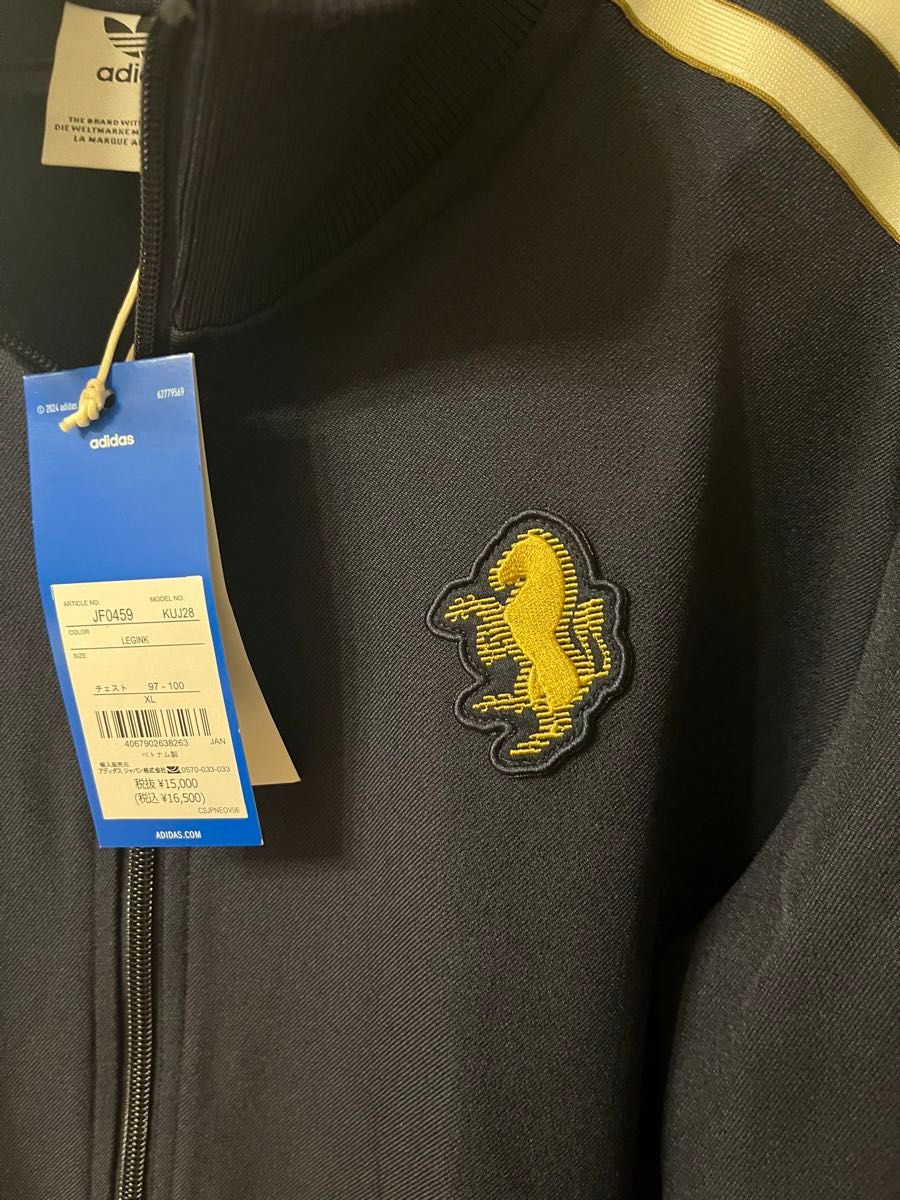 adi
THE BRAND WIT
DIE WELTMARKE M
LA MARQUE A
© 2024 adidas
62779569
adidas
ARTICLE NO.
MODEL NO.
JF0459
KUJ28
COLOR
LEGINK
SIZE
チェスト 97 - 100
XL
4067902638263 JAN
ベトナム製
輸入販売元
アディダス ジャパン株式会社 0570-033-033
税抜 ¥15,000
(税込 ¥16,500)
CSJPNEOV06
ADIDAS.COM